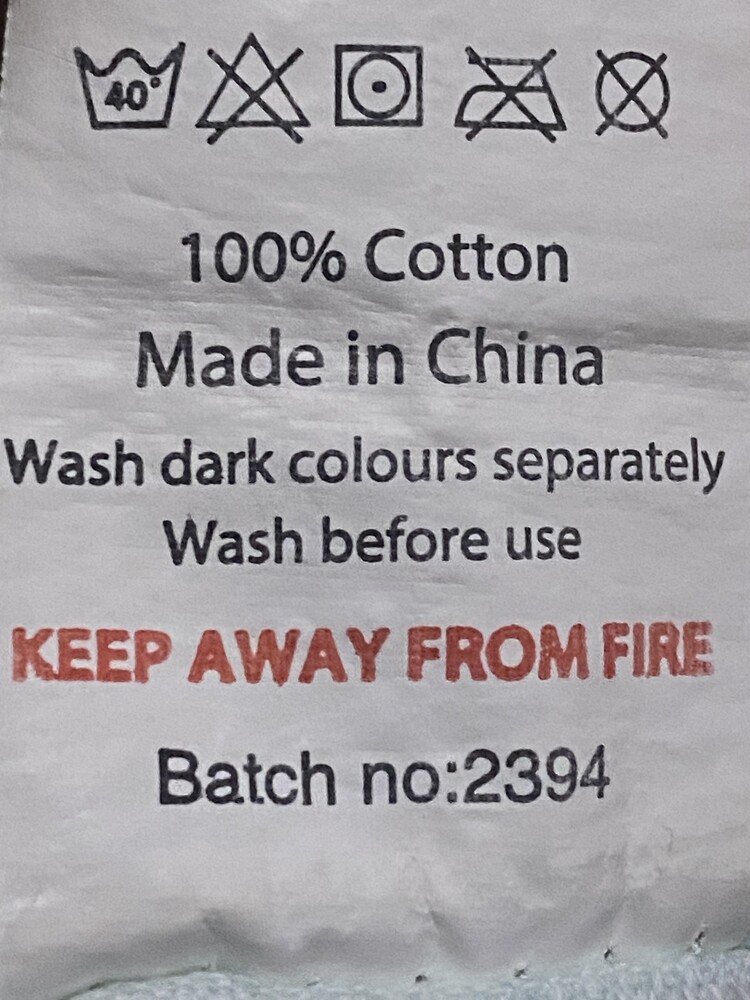 40°
100% Cotton
Made in China
Wash dark colours separately
Wash before use
KEEP AWAY FROM FIRE
Batch no:2394